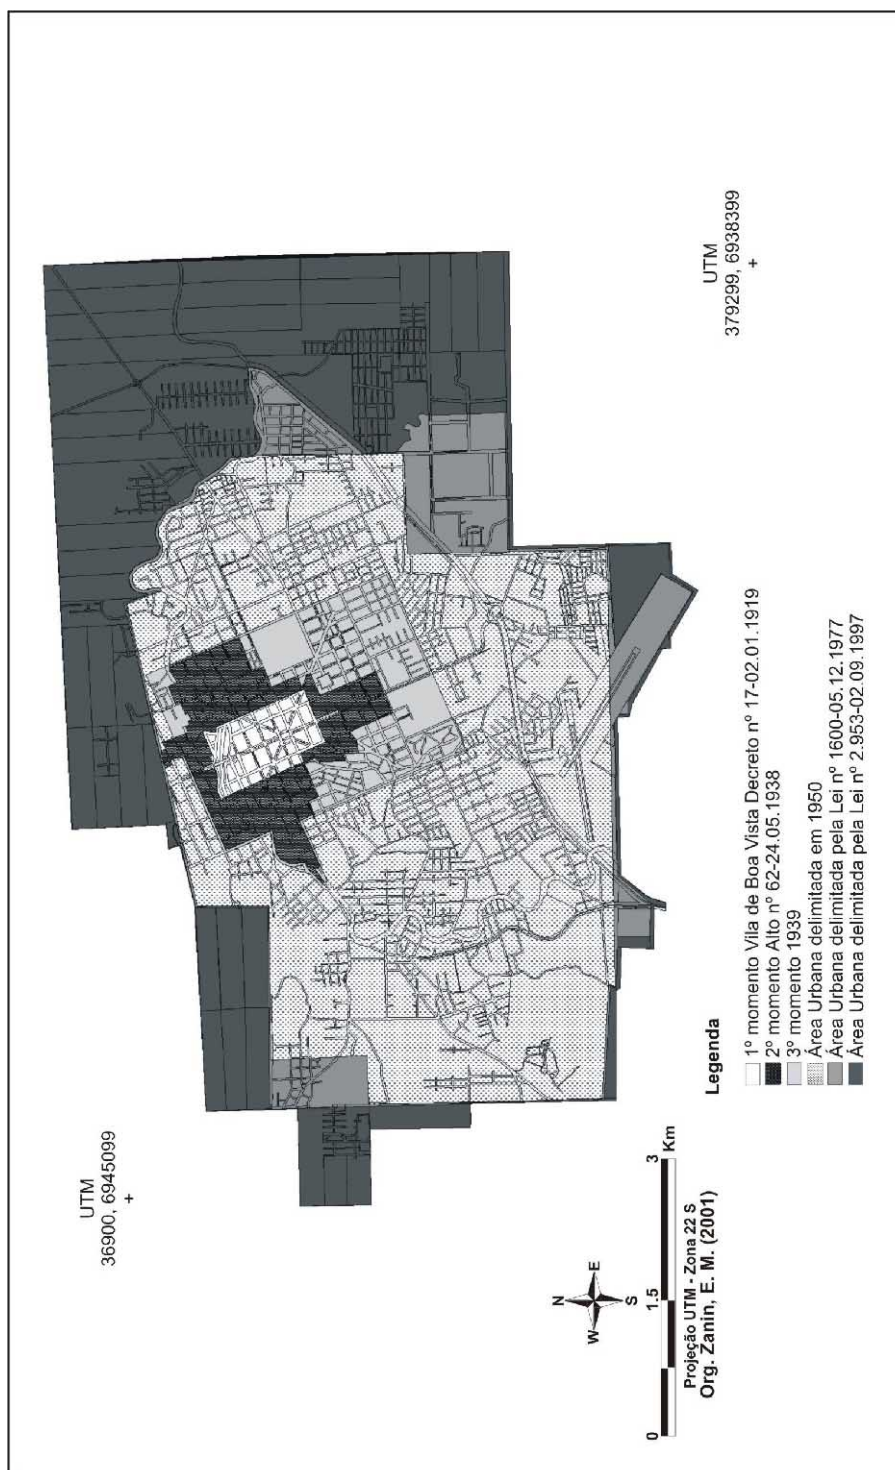 UTM
36900, 6945099
+
UTM
379299, 6938399
+
N
W
E
S
0
1.5
3
Km
Projeção UTM - Zona 22 S
Org. Zanin, E. M. (2001)
Legenda
1º momento Vila de Boa Vista Decreto nº 17-02.01.1919
2º momento Alto nº 62-24.05.1938
3º momento 1939
Área Urbana delimitada em 1950
Área Urbana delimitada pela Lei nº 1600-05.12.1977
Área Urbana delimitada pela Lei nº 2.953-02.09.1997